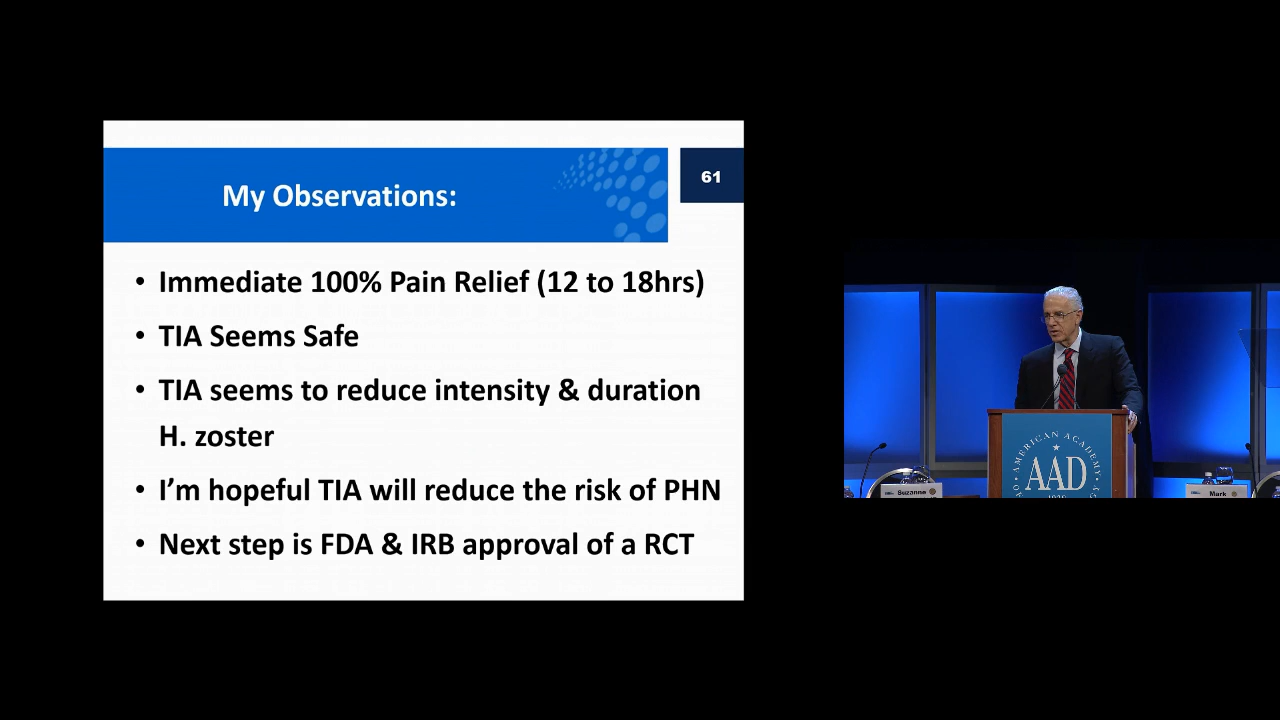 My Observations:
61
• Immediate 100% Pain Relief (12 to 18hrs)
• TIA Seems Safe
• TIA seems to reduce intensity & duration
H. zoster
• I'm hopeful TIA will reduce the risk of PHN
• Next step is FDA & IRB approval of a RCT
AMERICAN ACADEMY
AAD
Suzanne
Mark